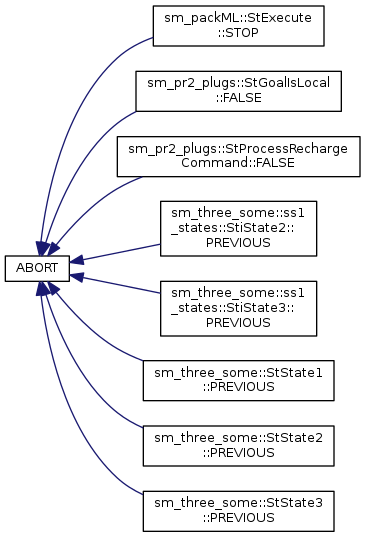 sm_packML::StExecute
::STOP
sm_pr2_plugs::StGoalIsLocal
::FALSE
sm_pr2_plugs::StProcessRecharge
Command::FALSE
sm_three_some::ss1
_states::StiState2::
PREVIOUS
ABORT
sm_three_some::ss1
_states::StiState3::
PREVIOUS
sm_three_some::StState1
::PREVIOUS
sm_three_some::StState2
::PREVIOUS
sm_three_some::StState3
::PREVIOUS